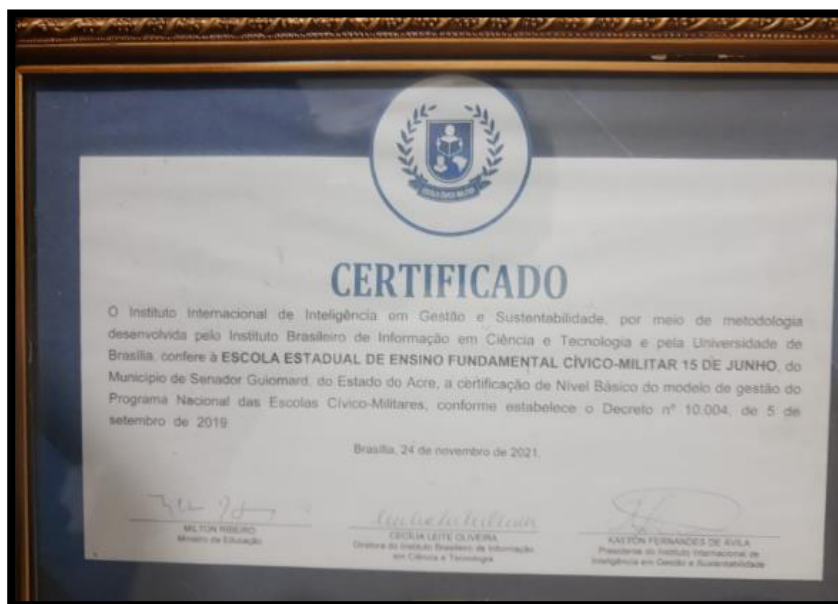 ESCOLA CÍVICO-MILITAR
CERTIFICADO
O Instituto Internacional de Inteligência em Gestão e Sustentabilidade, por meio de metodologia
desenvolvida pelo Instituto Brasileiro de Informação em Ciência e Tecnologia e pela Universidade de
Brasília, confere à ESCOLA ESTADUAL DE ENSINO FUNDAMENTAL CÍVICO-MILITAR 15 DE JUNHO, do
Município de Senador Guiomard, do Estado do Acre, a certificação de Nível Básico do modelo de gestão do
Programa Nacional das Escolas Cívico-Militares, conforme estabelece o Decreto nº 10.004, de 5 de
setembro de 2019.
Brasília, 24 de novembro de 2021.
MILTON RIBEIRO
Ministro da Educação
CECÍLIA LEITE OLIVEIRA
Diretora do Instituto Brasileiro de Informação
em Ciência e Tecnologia
KASTON FERNANDES DE ÁVILA
Presidente do Instituto Internacional de
Inteligência em Gestão e Sustentabilidade